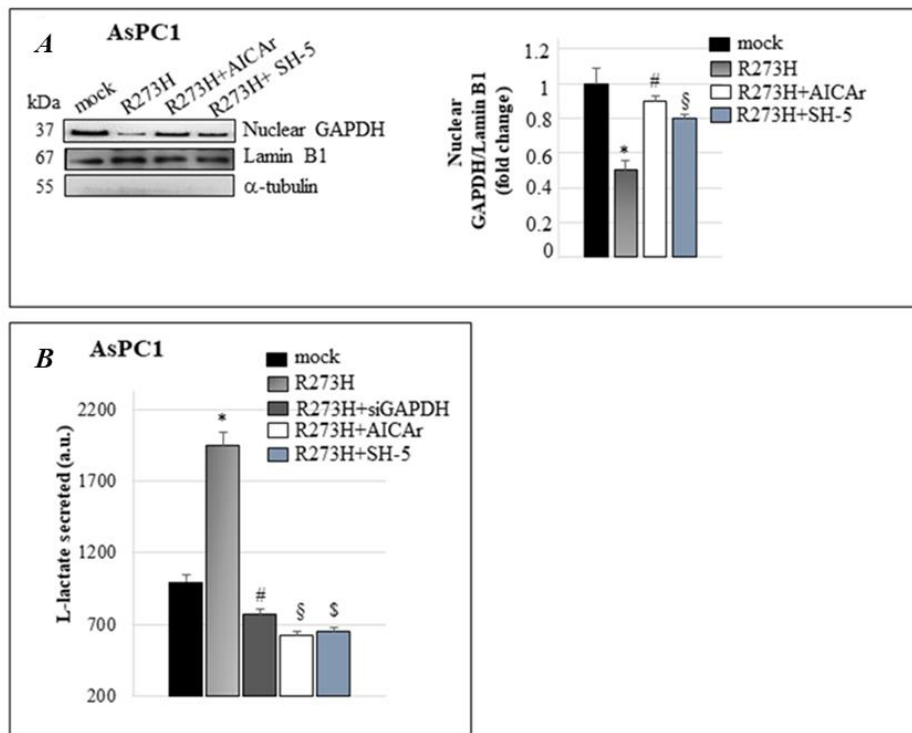 A AsPC1
kDa mock R273H R273H+AICAr R273H+ SH-5
37 Nuclear GAPDH
67 Lamin B1
55 α-tubulin
Nuclear
GAPDH/Lamin B1
(fold change)
1.2
1
0.8
0.6
0.4
0.2
0
*
#
§
mock
R273H
R273H+AICAr
R273H+SH-5
B AsPC1
L-lactate secreted (a.u.)
2200
1700
1200
700
200
*
#
§
$
mock
R273H
R273H+siGAPDH
R273H+AICAr
R273H+SH-5